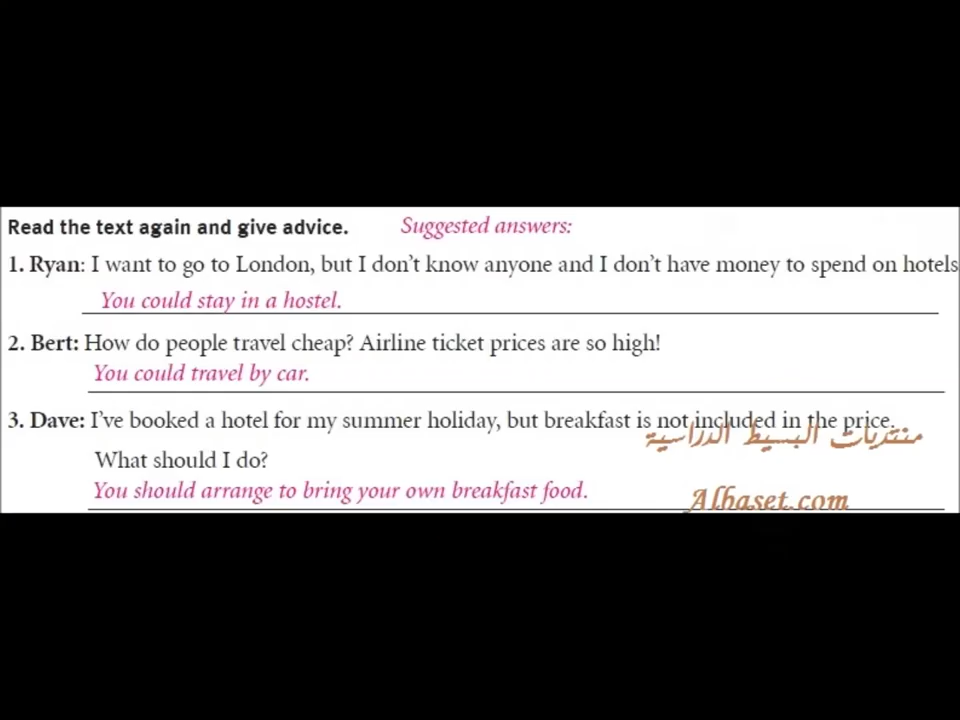 Read the text again and give advice. Suggested answers:
1. Ryan: I want to go to London, but I don't know anyone and I don't have money to spend on hotels
You could stay in a hostel.
2. Bert: How do people travel cheap? Airline ticket prices are so high!
You could travel by car.
3. Dave: I've booked a hotel for my summer holiday, but breakfast is not included in the price.
منتديات البسيط الدراسية
What should I do?
You should arrange to bring your own breakfast food.
Albaset.com